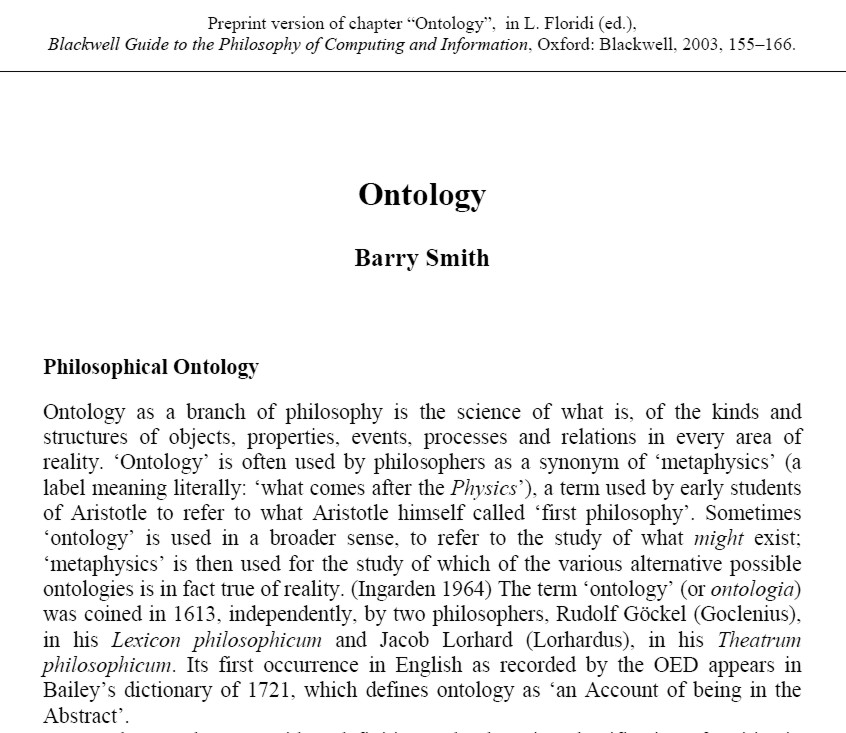 Preprint version of chapter “Ontology”, in L. Floridi (ed.),
Blackwell Guide to the Philosophy of Computing and Information, Oxford: Blackwell, 2003, 155–166.
Ontology
Barry Smith
Philosophical Ontology
Ontology as a branch of philosophy is the science of what is, of the kinds and
structures of objects, properties, events, processes and relations in every area of
reality. ‘Ontology’ is often used by philosophers as a synonym of ‘metaphysics’ (a
label meaning literally: ‘what comes after the Physics’), a term used by early students
of Aristotle to refer to what Aristotle himself called ‘first philosophy’. Sometimes
‘ontology’ is used in a broader sense, to refer to the study of what might exist;
‘metaphysics’ is then used for the study of which of the various alternative possible
ontologies is in fact true of reality. (Ingarden 1964) The term ‘ontology’ (or ontologia)
was coined in 1613, independently, by two philosophers, Rudolf Göckel (Goclenius),
in his Lexicon philosophicum and Jacob Lorhard (Lorhardus), in his Theatrum
philosophicum. Its first occurrence in English as recorded by the OED appears in
Bailey’s dictionary of 1721, which defines ontology as ‘an Account of being in the
Abstract’.